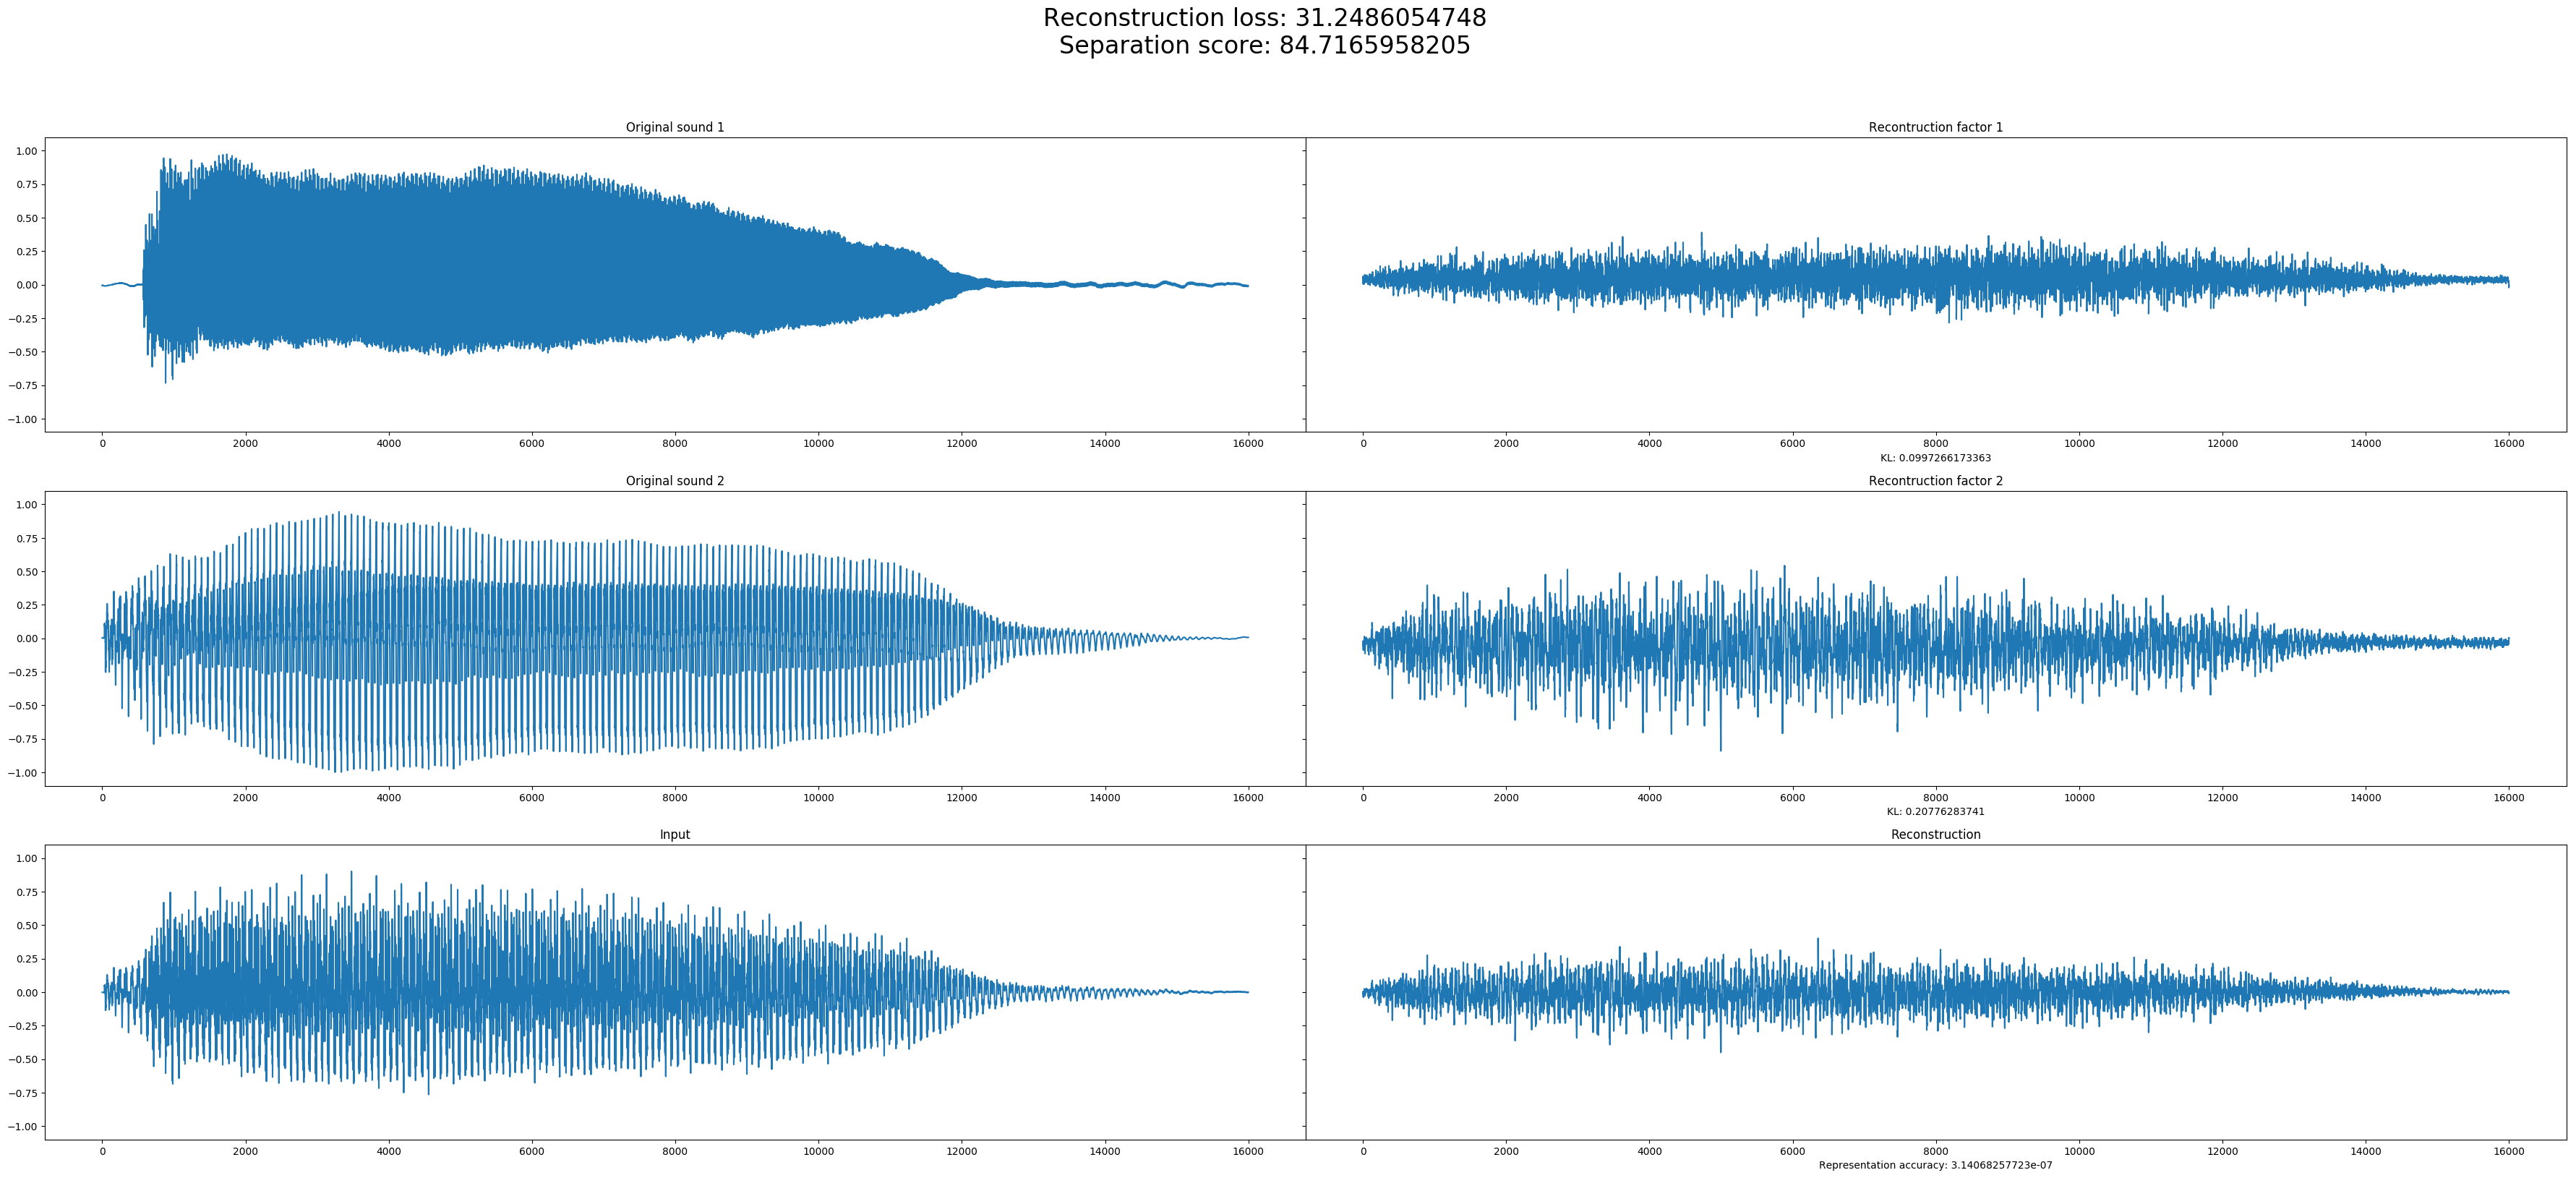 Reconstruction loss: 31.2486054748
Separation score: 84.7165958205
Original sound 1
Recontruction factor 1
1.00
0.75
0.50
0.25
0.00
−0.25
−0.50
−0.75
−1.00
0 2000 4000 6000 8000 10000 12000 14000 16000
0 2000 4000 6000 8000 10000 12000 14000 16000
KL: 0.0997266173363
Original sound 2
Recontruction factor 2
1.00
0.75
0.50
0.25
0.00
−0.25
−0.50
−0.75
−1.00
0 2000 4000 6000 8000 10000 12000 14000 16000
0 2000 4000 6000 8000 10000 12000 14000 16000
KL: 0.20776283741
Input
Reconstruction
1.00
0.75
0.50
0.25
0.00
−0.25
−0.50
−0.75
−1.00
0 2000 4000 6000 8000 10000 12000 14000 16000
0 2000 4000 6000 8000 10000 12000 14000 16000
Representation accuracy: 3.14068257723e-07